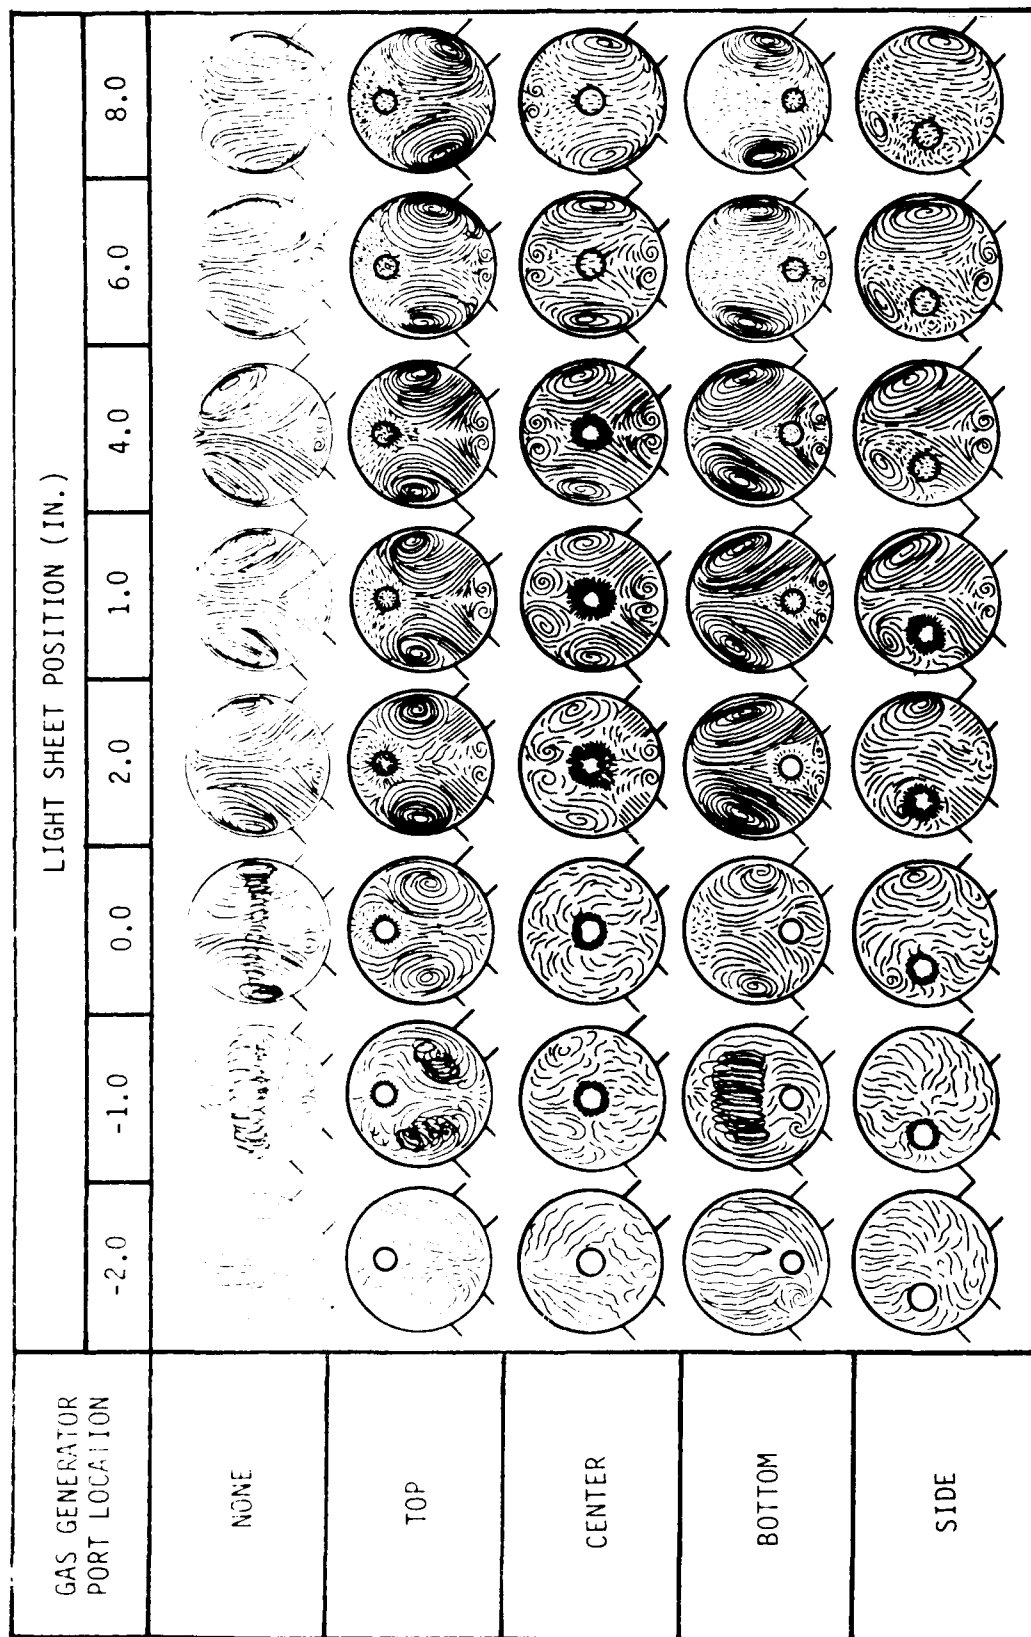 LIGHT SHEET POSITION (IN.)
GAS GENERATOR
PORT LOCATION
-2.0 -1.0 0.0 2.0 1.0 4.0 6.0 8.0
NONE
TOP
CENTER
BOTTOM
SIDE